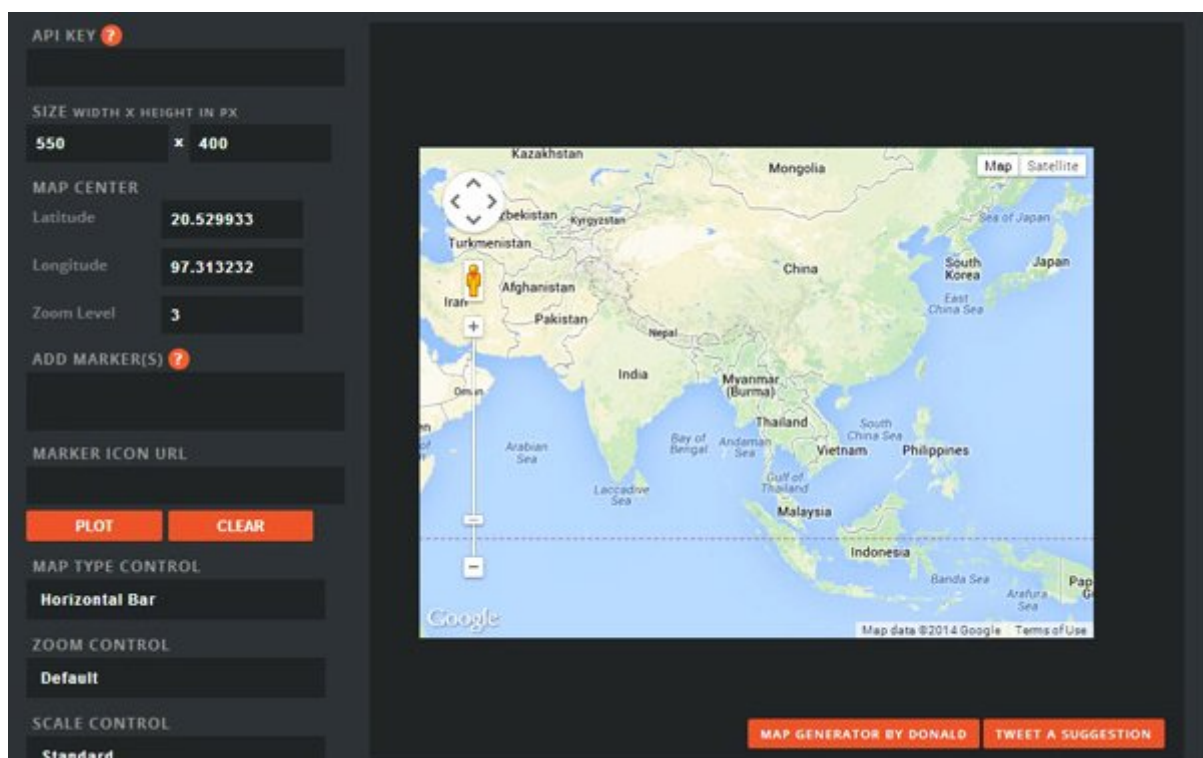 API KEY ?
SIZE WIDTH X HEIGHT IN PX
550 x 400
MAP CENTER
Latitude 20.529933
Longitude 97.313232
Zoom Level 3
ADD MARKER(S) ?
MARKER ICON URL
PLOT CLEAR
MAP TYPE CONTROL
Horizontal Bar
ZOOM CONTROL
Default
SCALE CONTROL
Standard
Kazakhstan
Mongolia
Map Satellite
zbekistan
Kyrgyzstan
Sea of Japan
Turkmenistan
China
South
Korea
Japan
Afghanistan
Iran
East
China Sea
Pakistan
Nepal
India
Myanmar
(Burma)
Oman
Thailand
South
China Sea
Arabian
Sea
Bay of
Bengal
Andaman
Sea
Vietnam
Philippines
Gulf of
Thailand
Laccadive
Sea
Malaysia
Indonesia
Banda Sea
Pap
G
Arafura
Sea
Google
Map data ©2014 Google Terms of Use
MAP GENERATOR BY DONALD
TWEET A SUGGESTION